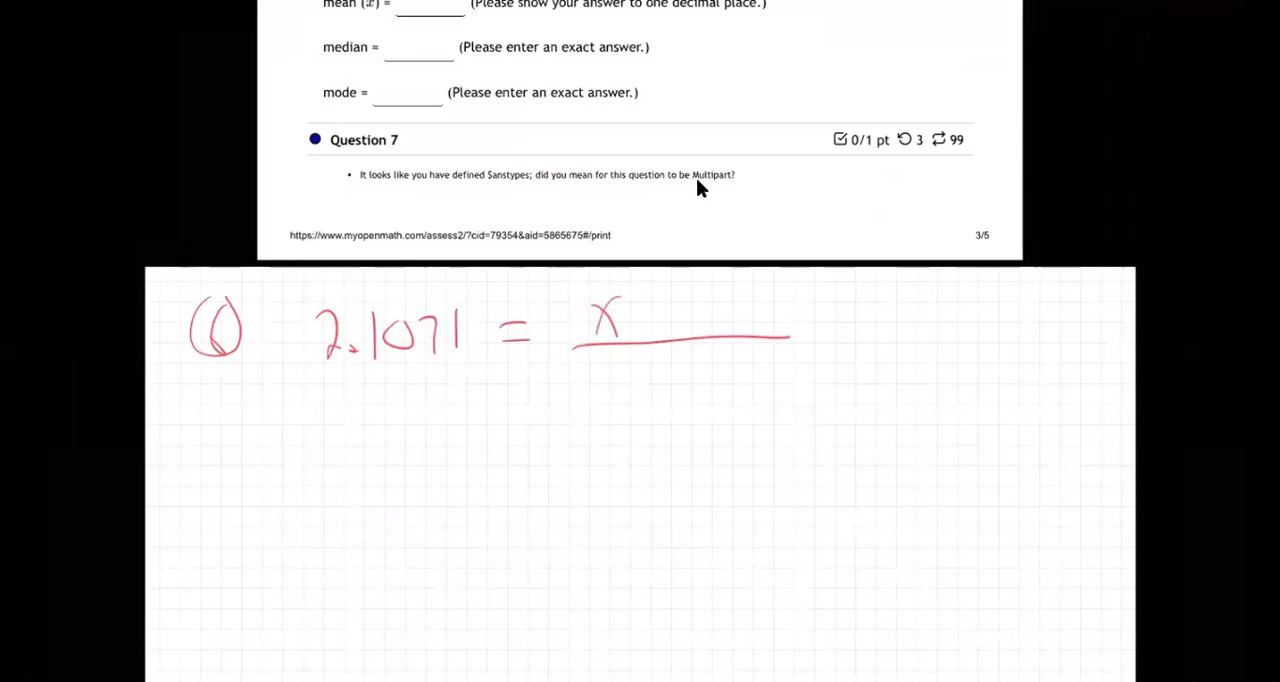 mean (x̄) = ________ (Please show your answer to one decimal place.)
median = ________ (Please enter an exact answer.)
mode = ________ (Please enter an exact answer.)
Question 7 0/1 pt 3 99
• It looks like you have defined $anstypes; did you mean for this question to be Multipart?
https://www.myopenmath.com/assess2/?cid=79354&aid=5865675#/print 3/5
2.1071 = x